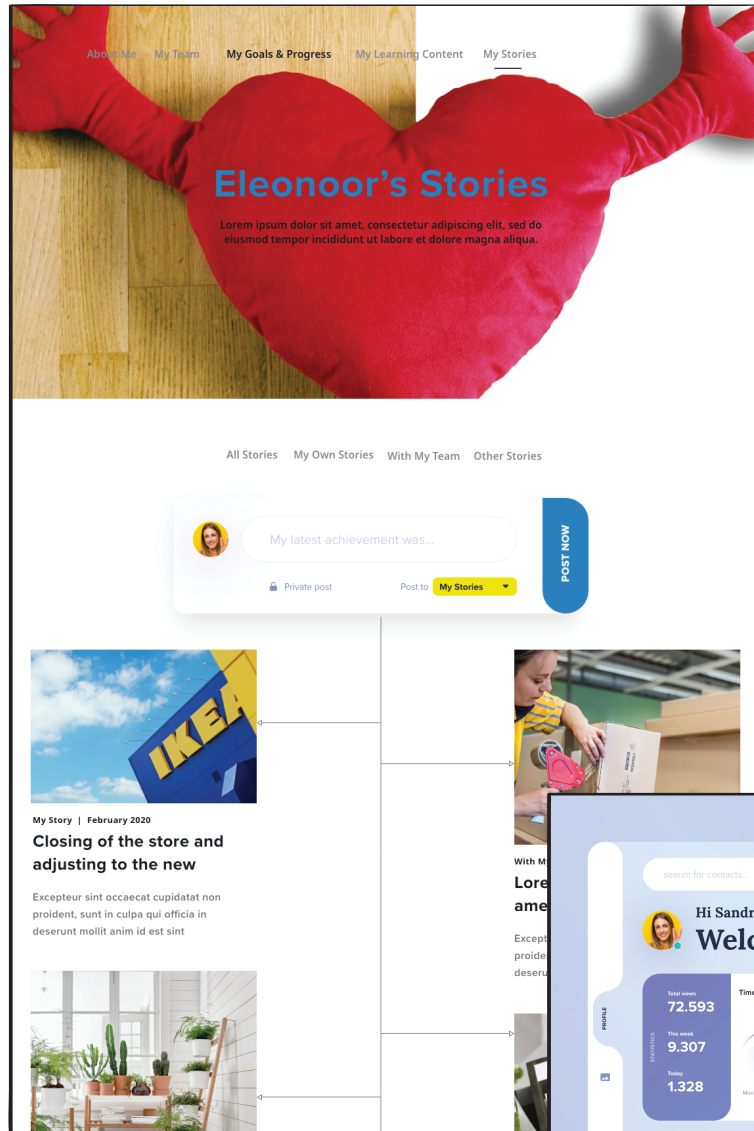 About Me My Team My Goals & Progress My Learning Content My Stories
Eleonoor’s Stories
Lorem ipsum dolor sit amet, consectetur adipiscing elit, sed do
eiusmod tempor incididunt ut labore et dolore magna aliqua.
All Stories My Own Stories With My Team Other Stories
My latest achievement was...
Private post Post to My Stories
POST NOW
IKEA
My Story | February 2020
Closing of the store and
adjusting to the new
Excepteur sint occaecat cupidatat non
proident, sunt in culpa qui officia in
deserunt mollit anim id est sint
With M
Lore
ame
Except
proide
deseru
search for contacts...
Hi Sandr
Welc
PROFILE
STATISTICS
Total views
72.593
This week
9.307
Today
1.328
Time
Mon